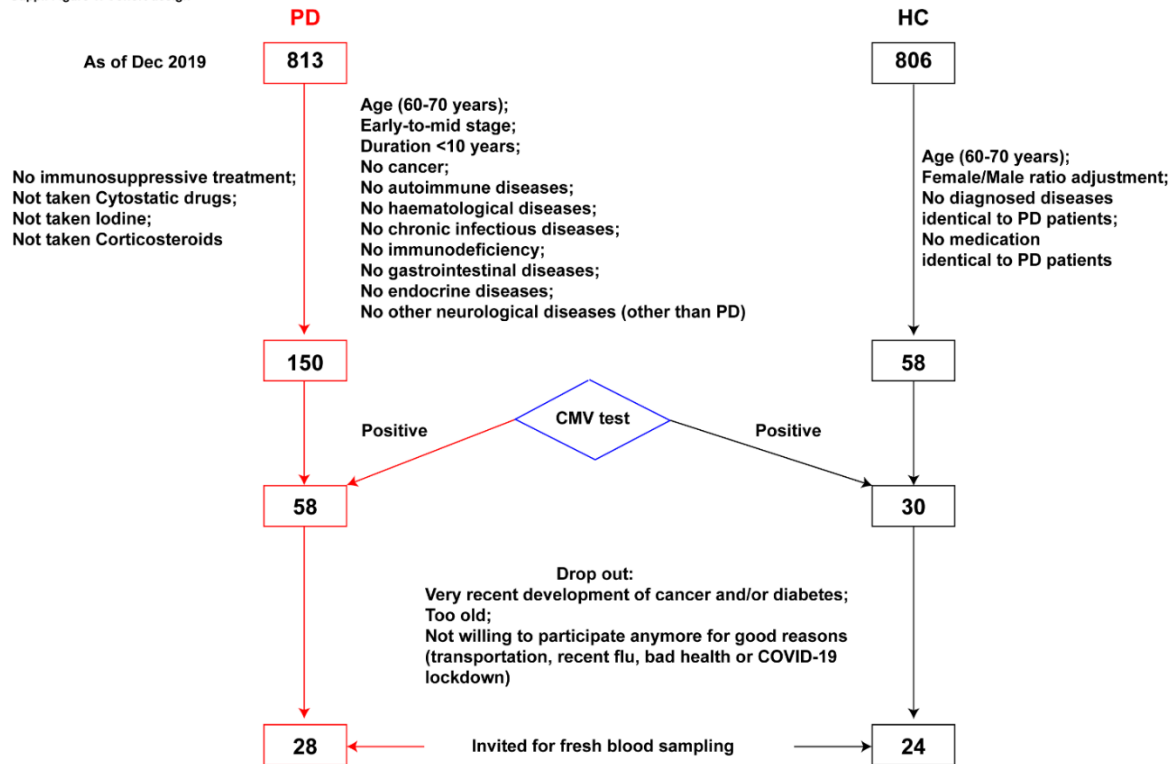 PD
HC
As of Dec 2019
813
806
Age (60-70 years);
Early-to-mid stage;
Duration <10 years;
No cancer;
No autoimmune diseases;
No haematological diseases;
No chronic infectious diseases;
No immunodeficiency;
No gastrointestinal diseases;
No endocrine diseases;
No other neurological diseases (other than PD)
No immunosuppressive treatment;
Not taken Cytostatic drugs;
Not taken Iodine;
Not taken Corticosteroids
Age (60-70 years);
Female/Male ratio adjustment;
No diagnosed diseases
identical to PD patients;
No medication
identical to PD patients
150
58
CMV test
Positive
Positive
58
30
Drop out:
Very recent development of cancer and/or diabetes;
Too old;
Not willing to participate anymore for good reasons
(transportation, recent flu, bad health or COVID-19
lockdown)
28
Invited for fresh blood sampling
24